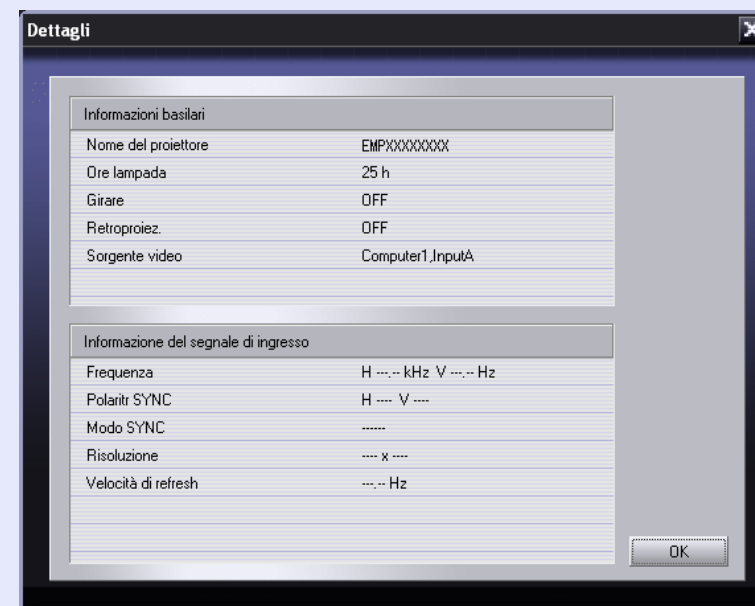 Dettagli
Informazioni basilari
Nome del proiettore EMPXXXXXXXX
Ore lampada 25 h
Girare OFF
Retroproiez. OFF
Sorgente video Computer1,InputA
Informazione del segnale di ingresso
Frequenza H ---.-- kHz V ---.-- Hz
Polaritr SYNC H ---- V ----
Modo SYNC ------
Risoluzione ---- x ----
Velocità di refresh ---.-- Hz
OK